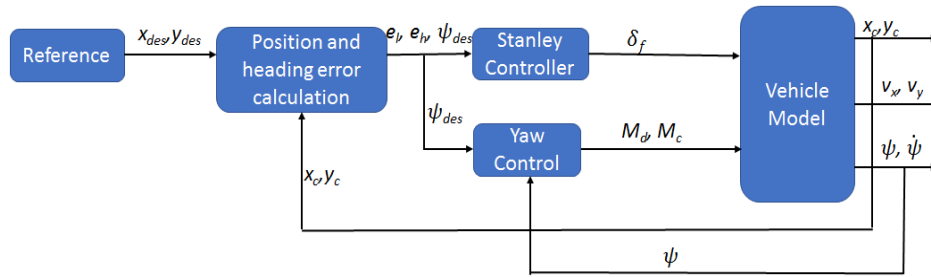 Reference
x_des, y_des
Position and
heading error
calculation
e_l, e_h, ψ_des
Stanley
Controller
δ_f
Vehicle
Model
x_c, y_c
v_x, v_y
ψ, ψ̇
ψ_des
Yaw
Control
M_d, M_c
x_c, y_c
ψ